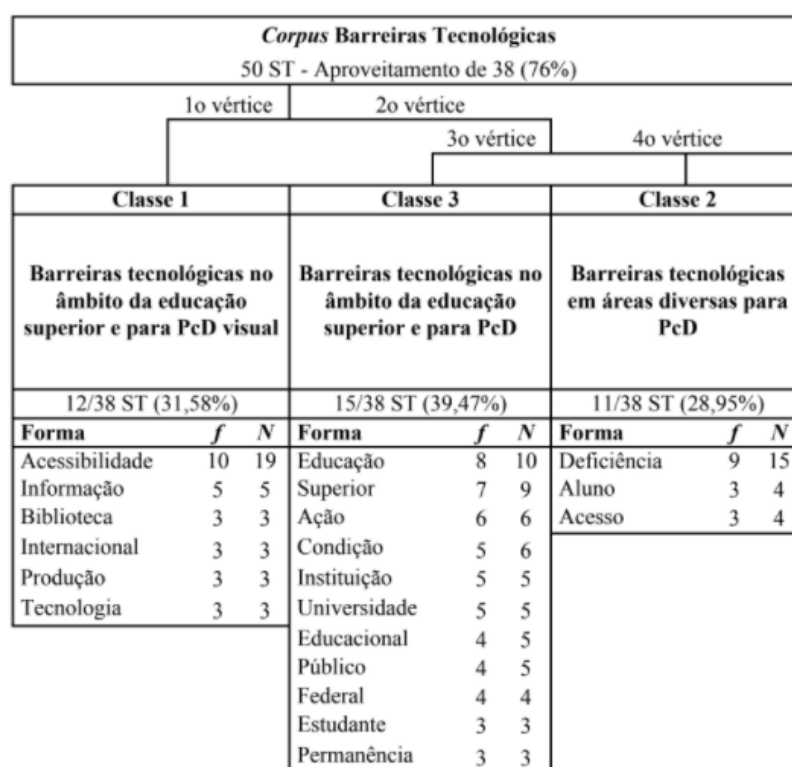 Corpus Barreiras Tecnológicas
50 ST - Aproveitamento de 38 (76%)
1o vértice 2o vértice
3o vértice 4o vértice
Classe 1 Classe 3 Classe 2
Barreiras tecnológicas no Barreiras tecnológicas no Barreiras tecnológicas
âmbito da educação âmbito da educação em áreas diversas para
superior e para PcD visual superior e para PcD PcD
12/38 ST (31,58%) 15/38 ST (39,47%) 11/38 ST (28,95%)
Forma f N Forma f N Forma f N
Acessibilidade 10 19 Educação 8 10 Deficiência 9 15
Informação 5 5 Superior 7 9 Aluno 3 4
Biblioteca 3 3 Ação 6 6 Acesso 3 4
Internacional 3 3 Condição 5 6
Produção 3 3 Instituição 5 5
Tecnologia 3 3 Universidade 5 5
Educacional 4 5
Público 4 5
Federal 4 4
Estudante 3 3
Permanência 3 3